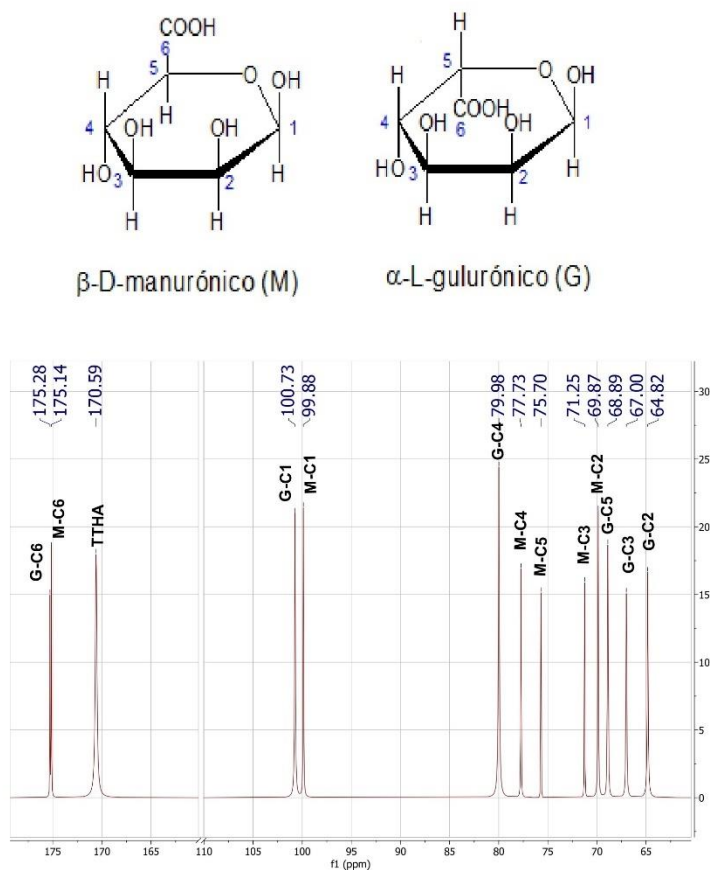 COOH
6
5
O
OH
H
H
4
OH
OH
1
HO
3
2
H
H
H
β-D-manurónico (M)
H
5
O
OH
H
COOH
6
4
OH
OH
1
HO
3
2
H
H
H
α-L-gulurónico (G)
175.28
175.14
170.59
100.73
99.88
79.98
77.73
75.70
71.25
69.87
68.89
67.00
64.82
G-C6
M-C6
TTHA
G-C1
M-C1
G-C4
M-C4
M-C5
M-C3
M-C2
G-C5
G-C3
G-C2
30
25
20
15
10
5
0
175 170 165 110 105 100 95 90 85 80 75 70 65
f1 (ppm)